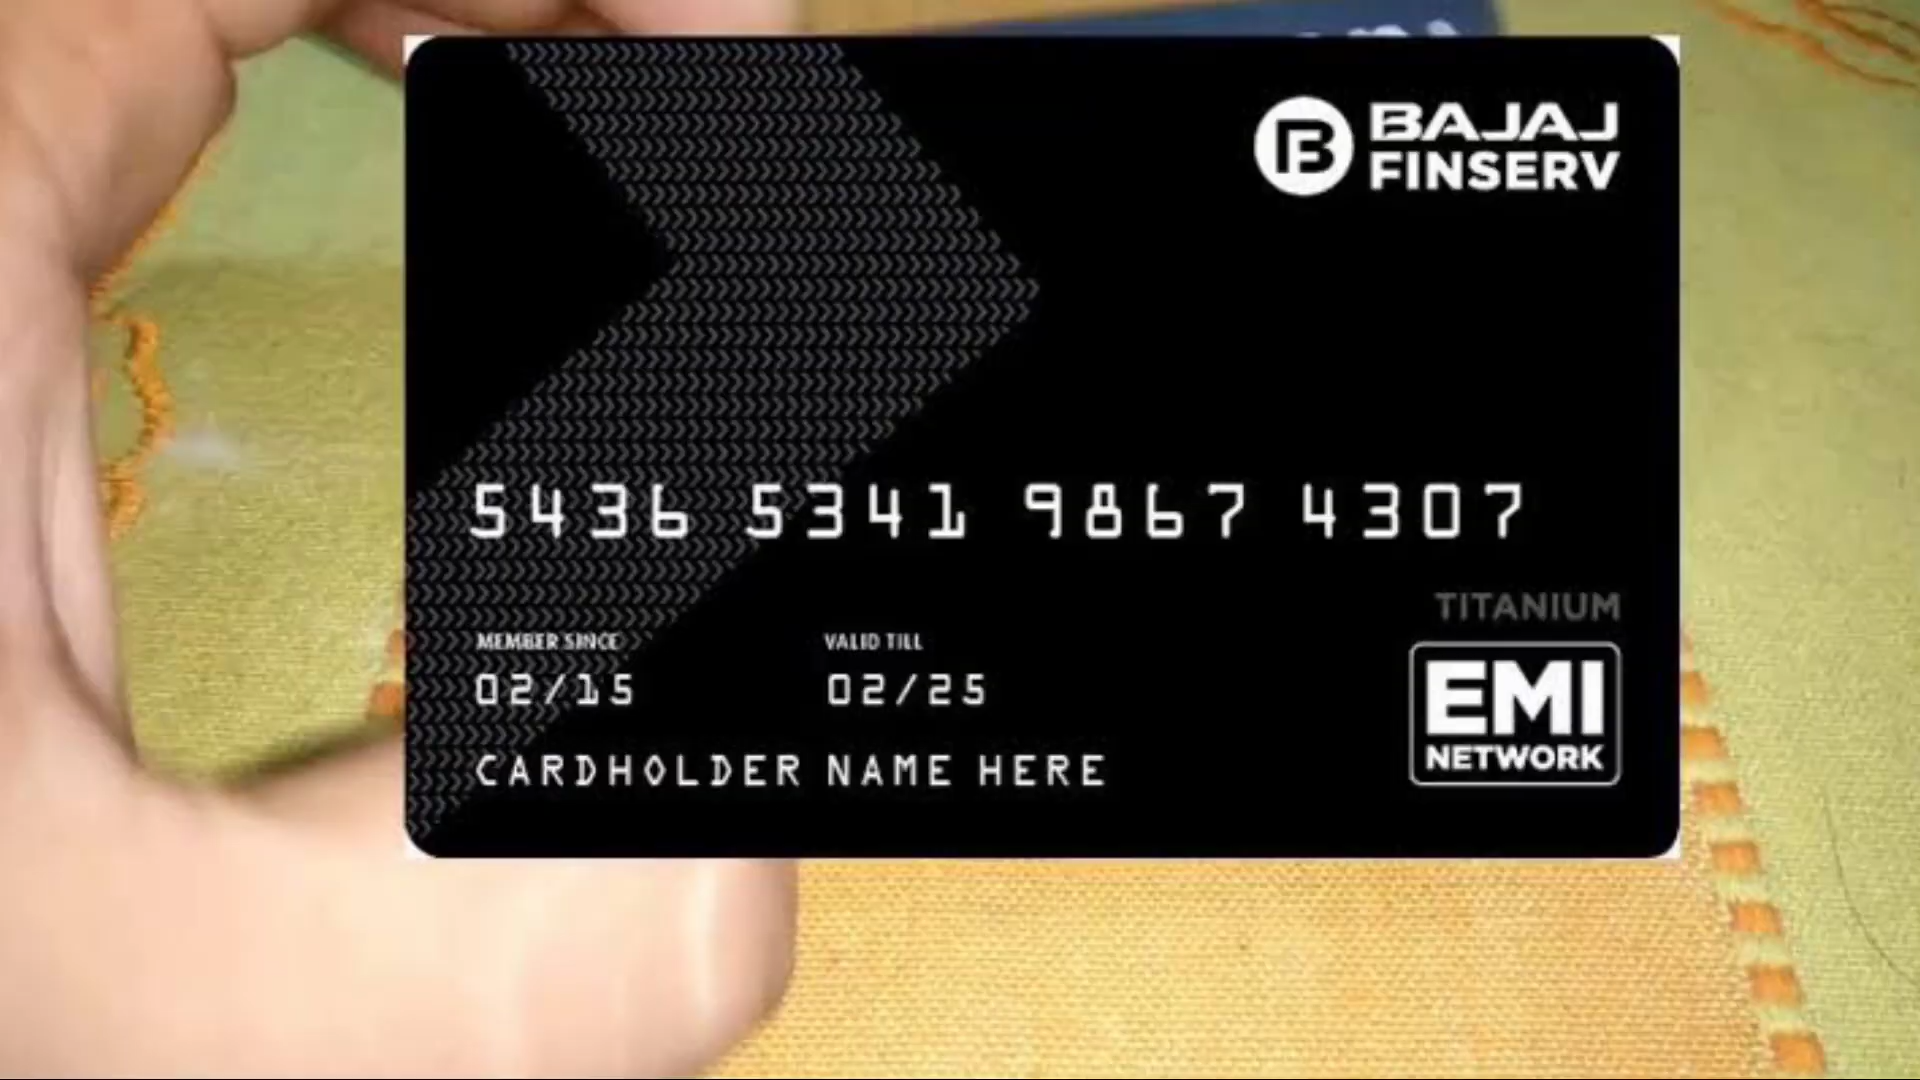 BAJAJ
FINSERV
5436 5341 9867 4307
TITANIUM
MEMBER SINCE VALID TILL
02/15 02/25
EMI
NETWORK
CARDHOLDER NAME HERE